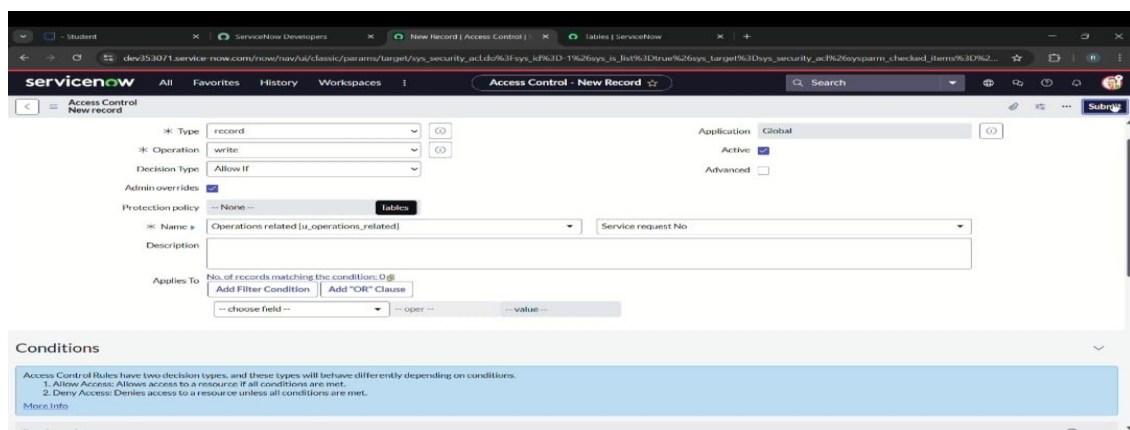 - Student
ServiceNow Developers
New Record | Access Control |
Tables | ServiceNow
dev353071.service-now.com/now/nav/ui/classic/params/target/sys_security_acl.do%3Fsys_id%3D-1%26sys_is_list%3Dtrue%26sys_target%3Dsys_security_acl%26sysparm_checked_items%3D%2...
servicenow All Favorites History Workspaces Access Control - New Record Search
Access Control
New record
Submit
* Type record Application Global
* Operation write Active
Decision Type Allow If Advanced
Admin overrides
Protection policy -- None -- Tables
* Name Operations related [u_operations_related] Service request No
Description
Applies To No. of records matching the condition: 0
Add Filter Condition Add "OR" Clause
-- choose field -- -- oper -- -- value --
Conditions
Access Control Rules have two decision types, and these types will behave differently depending on conditions.
1. Allow Access: Allows access to a resource if all conditions are met.
2. Deny Access: Denies access to a resource unless all conditions are met.
More Info